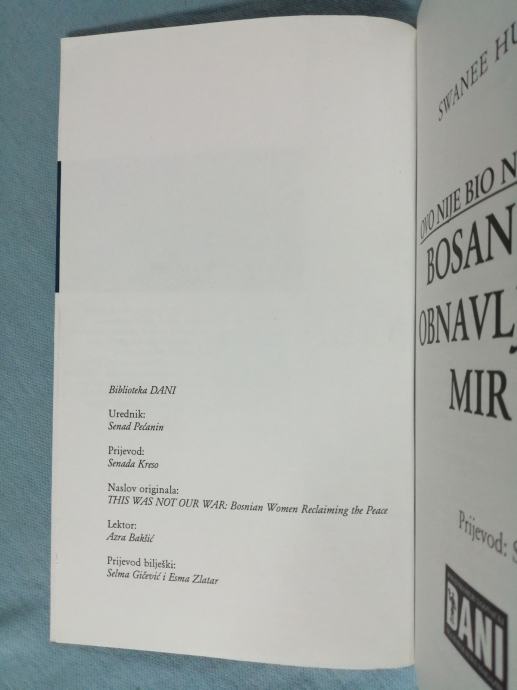 Biblioteka DANI
Urednik:
Senad Pećanin
Prijevod:
Senada Kreso
Naslov originala:
THIS WAS NOT OUR WAR: Bosnian Women Reclaiming the Peace
Lektor:
Azra Bakšić
Prijevod bilješki:
Selma Gičević i Esma Zlatar
SWANEE
OVO NIJE BIO
BOSAN
OBNAVLJ
MIR
Prijevod: S
DANI